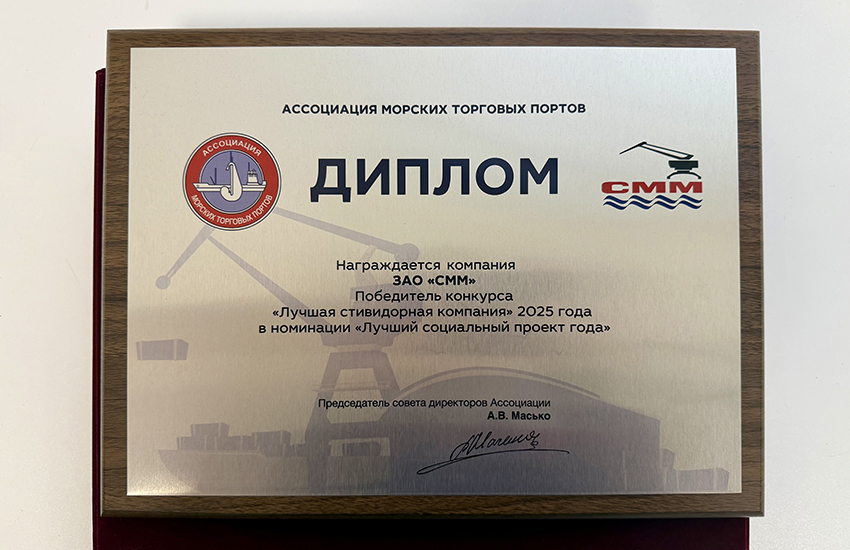 АССОЦИАЦИЯ МОРСКИХ ТОРГОВЫХ ПОРТОВ
АССОЦИАЦИЯ
МОРСКИХ ТОРГОВЫХ ПОРТОВ
ДИПЛОМ
СММ
Награждается компания
ЗАО «СММ»
Победитель конкурса
«Лучшая стивидорная компания» 2025 года
в номинации «Лучший социальный проект года»
Председатель совета директоров Ассоциации
А.В. Масько